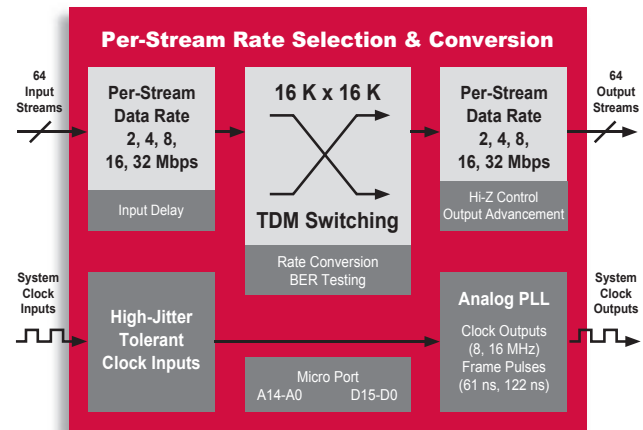 Per-Stream Rate Selection & Conversion
64
Input
Streams
Per-Stream
Data Rate
2, 4, 8,
16, 32 Mbps
Input Delay
16 K x 16 K
TDM Switching
Rate Conversion
BER Testing
Per-Stream
Data Rate
2, 4, 8,
16, 32 Mbps
Hi-Z Control
Output Advancement
64
Output
Streams
System
Clock
Inputs
High-Jitter
Tolerant
Clock Inputs
Micro Port
A14-A0 D15-D0
Analog PLL
Clock Outputs
(8, 16 MHz)
Frame Pulses
(61 ns, 122 ns)
System
Clock
Outputs